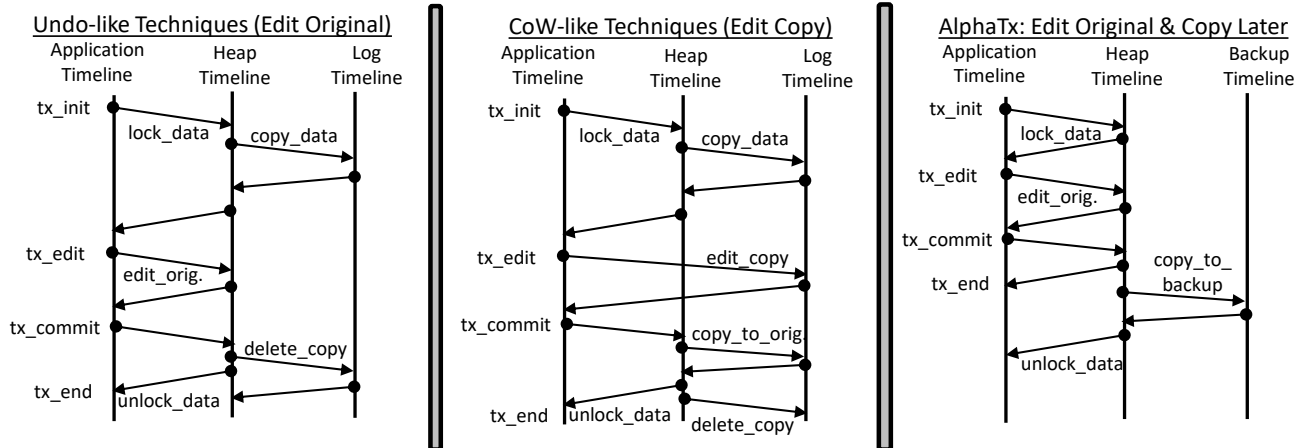 Undo-like Techniques (Edit Original)
Application Timeline
Heap Timeline
Log Timeline
tx_init
lock_data
copy_data
tx_edit
edit_orig.
tx_commit
delete_copy
tx_end
unlock_data
CoW-like Techniques (Edit Copy)
Application Timeline
Heap Timeline
Log Timeline
tx_init
lock_data
copy_data
tx_edit
edit_copy
tx_commit
copy_to_orig.
tx_end
unlock_data
delete_copy
AlphaTx: Edit Original & Copy Later
Application Timeline
Heap Timeline
Backup Timeline
tx_init
lock_data
tx_edit
edit_orig.
tx_commit
copy_to_
backup
tx_end
unlock_data